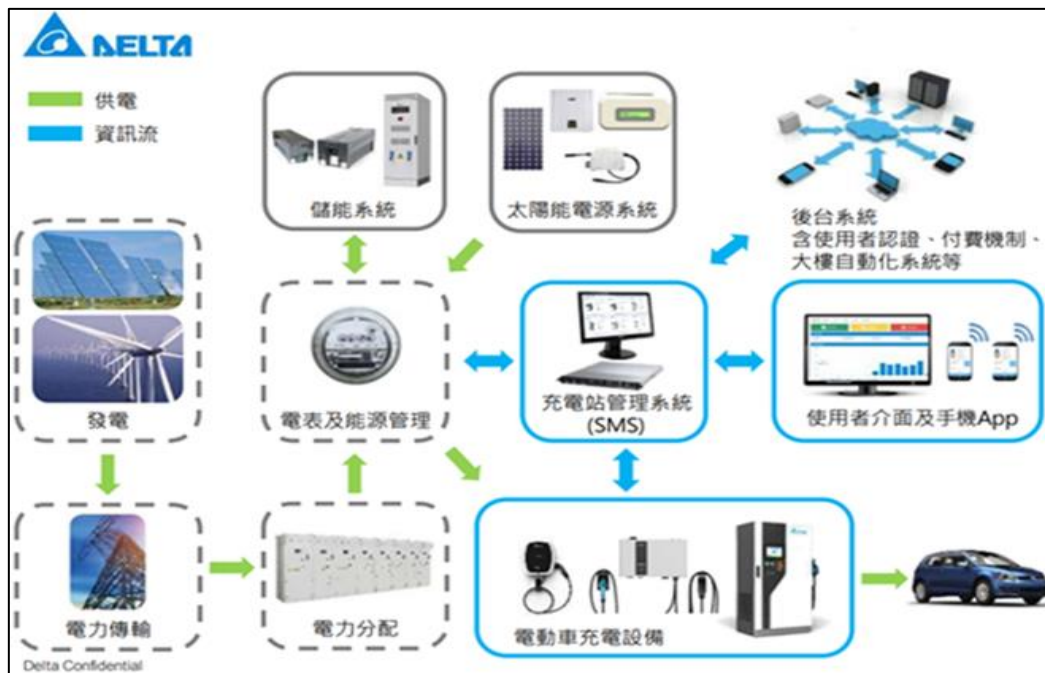 DELTA
供電
資訊流
儲能系統
太陽能電源系統
後台系統
含使用者認證、付費機制、
大樓自動化系統等
發電
電表及能源管理
充電站管理系統
(SMS)
使用者介面及手機App
電力傳輸
電力分配
電動車充電設備
Delta Confidential